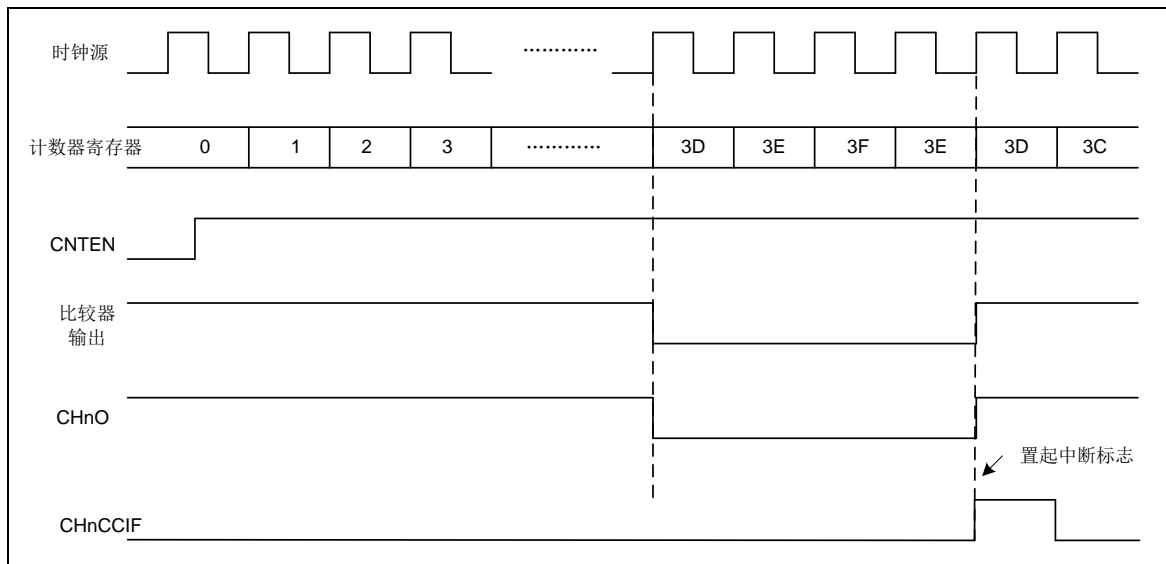 时钟源 …………
计数器寄存器 0 1 2 3 ………… 3D 3E 3F 3E 3D 3C
CNTEN
比较器
输出
CHnO
置起中断标志
CHnCCIF